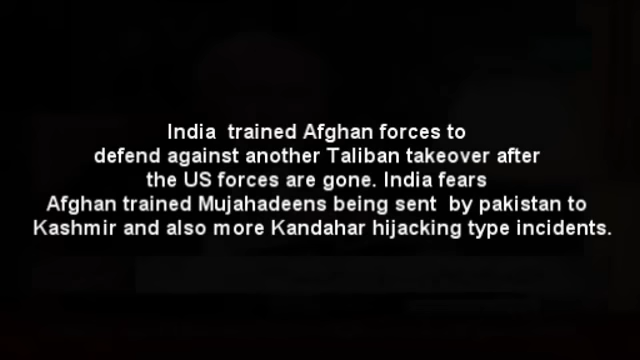 India  trained Afghan forces to
defend against another Taliban takeover after
the US forces are gone. India fears
Afghan trained Mujahadeens being sent  by pakistan to
Kashmir and also more Kandahar hijacking type incidents.